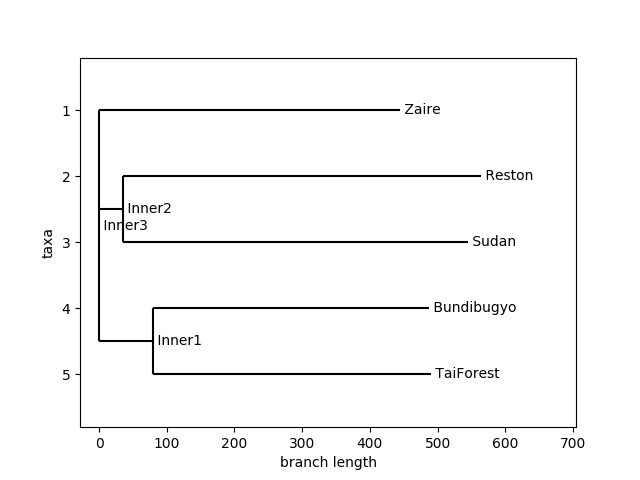 1
Zaire
2
Reston
Inner2
Inner3
taxa
3
Sudan
4
Bundibugyo
Inner1
5
TaiForest
0 100 200 300 400 500 600 700
branch length